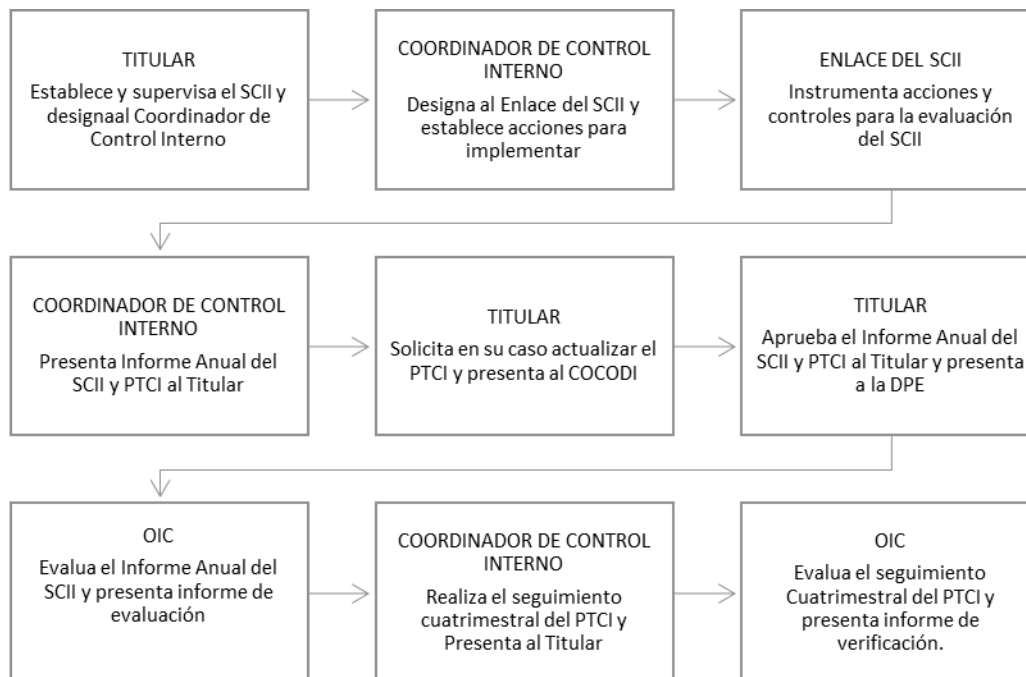 TITULAR
Establece y supervisa el SCII y
designaal Coordinador de
Control Interno
COORDINADOR DE CONTROL
INTERNO
Designa al Enlace del SCII y
establece acciones para
implementar
ENLACE DEL SCII
Instrumenta acciones y
controles para la evaluación
del SCII
COORDINADOR DE CONTROL
INTERNO
Presenta Informe Anual del
SCII y PTCI al Titular
TITULAR
Solicita en su caso actualizar el
PTCI y presenta al COCODI
TITULAR
Aprueba el Informe Anual del
SCII y PTCI al Titular y presenta
a la DPE
OIC
Evalua el Informe Anual del
SCII y presenta informe de
evaluación
COORDINADOR DE CONTROL
INTERNO
Realiza el seguimiento
cuatrimestral del PTCI y
Presenta al Titular
OIC
Evalua el seguimiento
Cuatrimestral del PTCI y
presenta informe de
verificación.